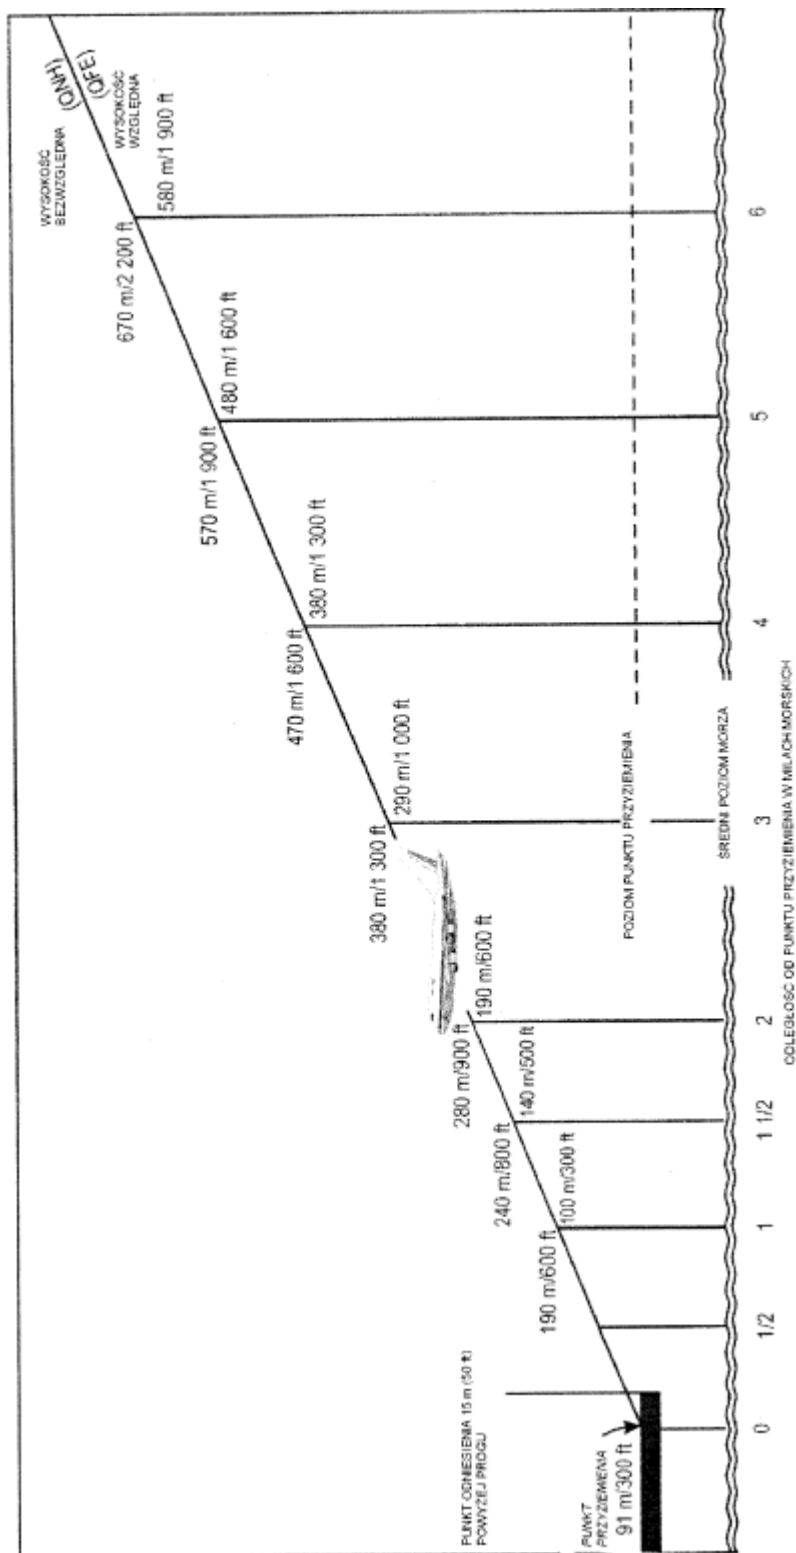 WYSOKOŚĆ
BEZWZGLĘDNA
(QNH)
(QFE)
WYSOKOŚĆ
WZGLĘDNA
670 m/2 200 ft
580 m/1 900 ft
570 m/1 900 ft
480 m/1 600 ft
470 m/1 600 ft
380 m/1 300 ft
380 m/1 300 ft
290 m/1 000 ft
280 m/900 ft
190 m/600 ft
240 m/800 ft
140 m/500 ft
190 m/600 ft
100 m/300 ft
PUNKT ODNIESIENIA 15 m (50 ft)
POWYŻEJ PROGU
PUNKT
PRZYZIEMIENIA
91 m/300 ft
POZIOM PUNKTU PRZYZIEMIENIA
ŚREDNI POZIOM MORZA
0 1/2 1 1 1/2 2 3 4 5 6
ODLEGŁOŚĆ OD PUNKTU PRZYZIEMIENIA W MILACH MORSKICH